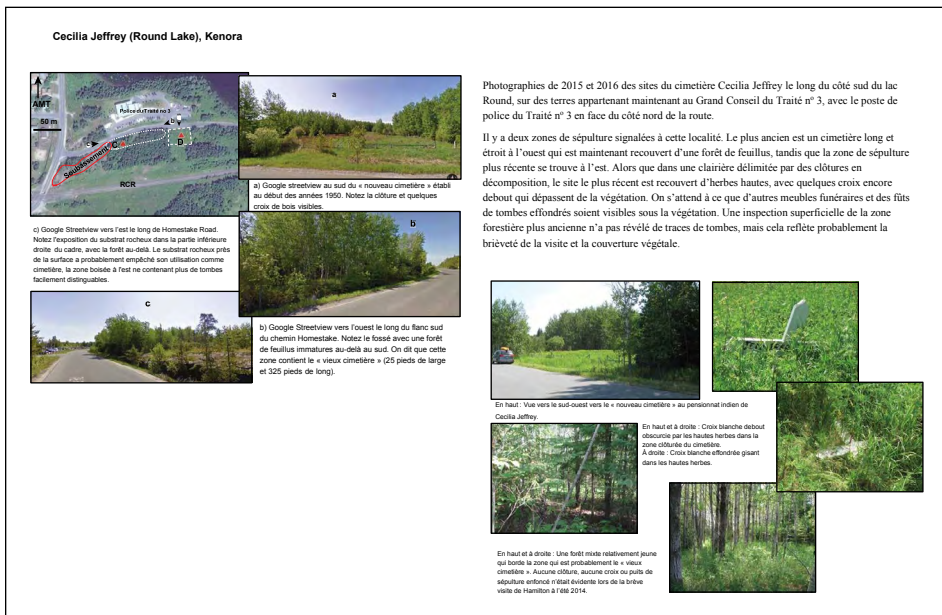 Cecilia Jeffrey (Round Lake), Kenora
AMT
50 m
Police du Traité no 3
b
C
D
c
Soubassement
RCR
a
a) Google streetview au sud du « nouveau cimetière » établi
au début des années 1950. Notez la clôture et quelques
croix de bois visibles.
c) Google Streetview vers l'est le long de Homestake Road.
Notez l'exposition du substrat rocheux dans la partie inférieure
droite du cadre, avec la forêt au-delà. Le substrat rocheux près
de la surface a probablement empêché son utilisation comme
cimetière, la zone boisée à l'est ne contenant plus de tombes
facilement distinguables.
b
c
b) Google Streetview vers l'ouest le long du flanc sud
du chemin Homestake. Notez le fossé avec une forêt
de feuillus immatures au-delà au sud. On dit que cette
zone contient le « vieux cimetière » (25 pieds de large
et 325 pieds de long).
Photographies de 2015 et 2016 des sites du cimetière Cecilia Jeffrey le long du côté sud du lac
Round, sur des terres appartenant maintenant au Grand Conseil du Traité nº 3, avec le poste de
police du Traité nº 3 en face du côté nord de la route.
Il y a deux zones de sépulture signalées à cette localité. Le plus ancien est un cimetière long et
étroit à l'ouest qui est maintenant recouvert d'une forêt de feuillus, tandis que la zone de sépulture
plus récente se trouve à l'est. Alors que dans une clairière délimitée par des clôtures en
décomposition, le site le plus récent est recouvert d'herbes hautes, avec quelques croix encore
debout qui dépassent de la végétation. On s'attend à ce que d'autres meubles funéraires et des fûts
de tombes effondrés soient visibles sous la végétation. Une inspection superficielle de la zone
forestière plus ancienne n'a pas révélé de traces de tombes, mais cela reflète probablement la
brièveté de la visite et la couverture végétale.
En haut : Vue vers le sud-ouest vers le « nouveau cimetière » au pensionnat indien de
Cecilia Jeffrey.
En haut et à droite : Croix blanche debout
obscurcie par les hautes herbes dans la
zone clôturée du cimetière.
À droite : Croix blanche effondrée gisant
dans les hautes herbes.
En haut et à droite : Une forêt mixte relativement jeune
qui borde la zone qui est probablement le « vieux
cimetière ». Aucune clôture, aucune croix ou puits de
sépulture enfoncé n'était évidente lors de la brève
visite de Hamilton à l'été 2014.